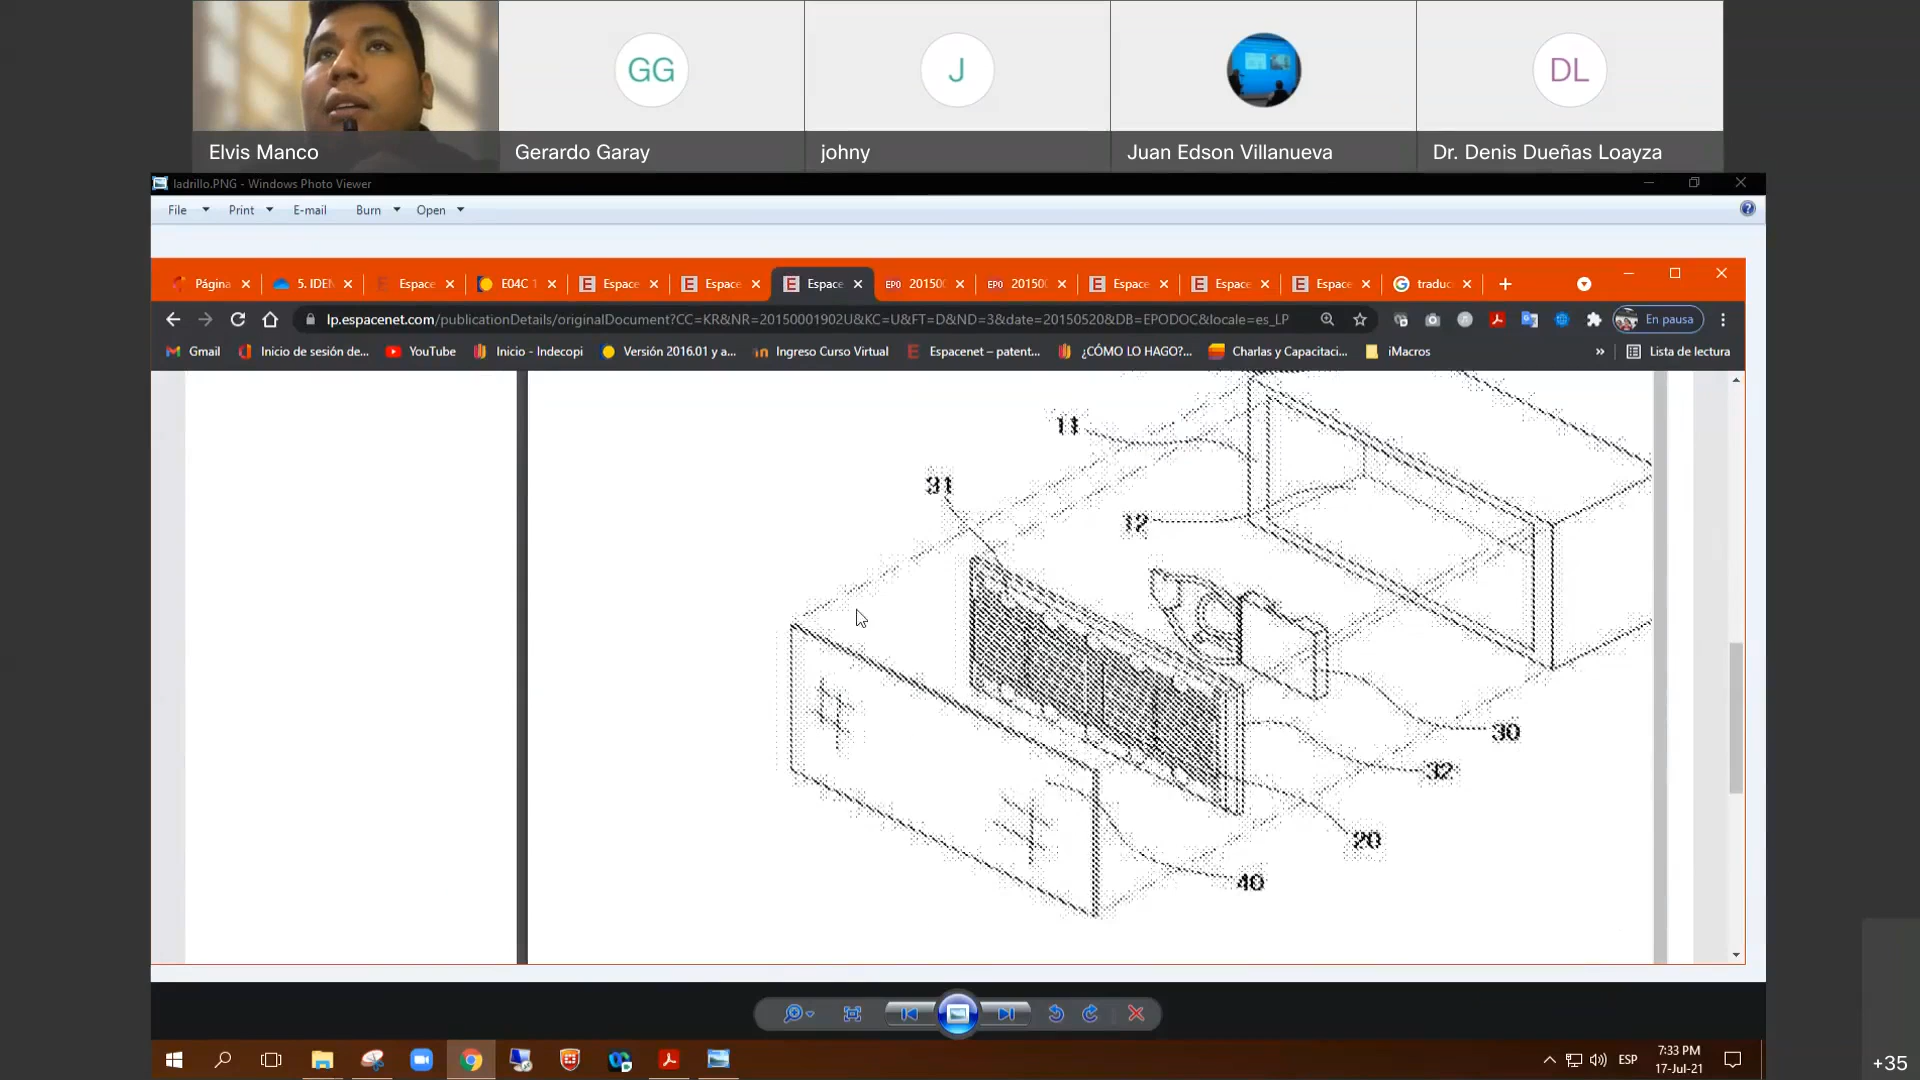 GG
J
DL
Elvis Manco
Gerardo Garay
johny
Juan Edson Villanueva
Dr. Denis Dueñas Loayza
ladrillo.PNG - Windows Photo Viewer
File
Print
E-mail
Burn
Open
Página
5. IDEN
Espace
E04C 1
Espace
Espace
Espace
EPO 20150
EPO 20150
Espace
Espace
Espace
traduc
lp.espacenet.com/publicationDetails/originalDocument?CC=KR&NR=20150001902U&KC=U&FT=D&ND=3&date=20150520&DB=EPODOC&locale=es_LP
En pausa
Gmail
Inicio de sesión de...
YouTube
Inicio - Indecopi
Versión 2016.01 y a...
Ingreso Curso Virtual
Espacenet – patent...
¿CÓMO LO HAGO?...
Charlas y Capacitaci...
iMacros
»
Lista de lectura
11
31
12
30
32
20
40
ESP
7:33 PM
17-Jul-21
+35